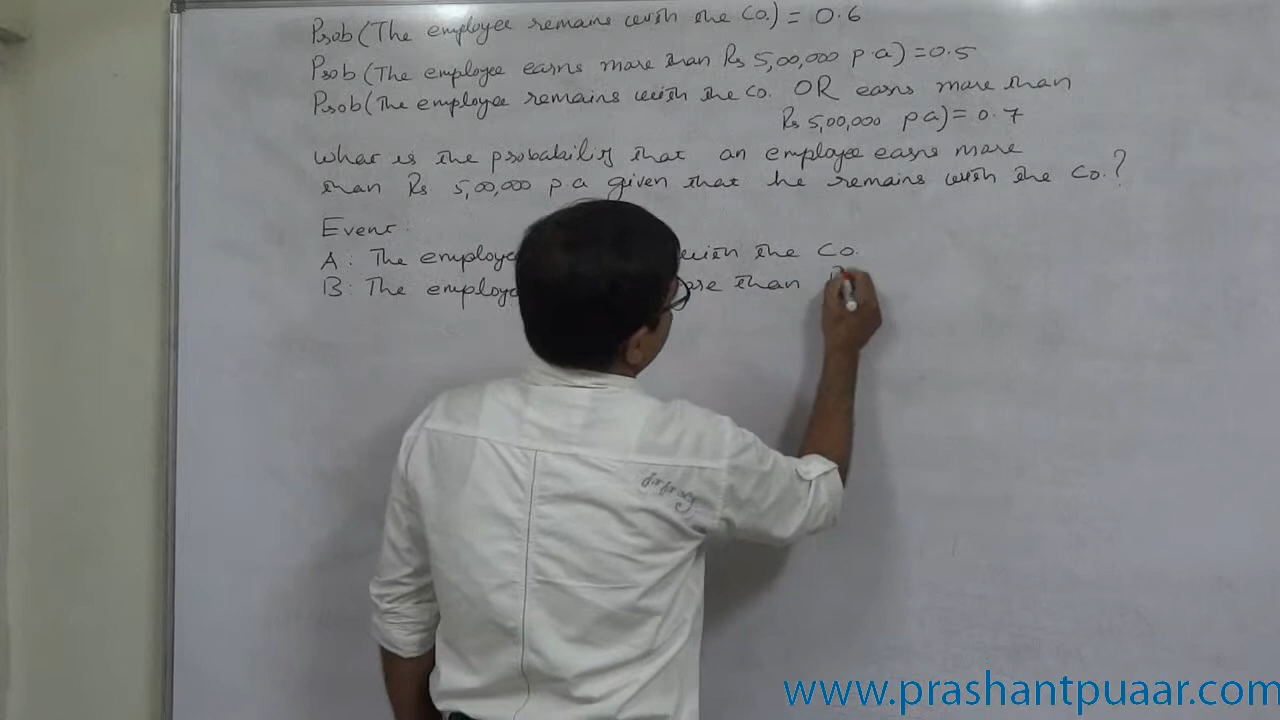 Prob(The employee remains with the Co.) = 0.6
Prob(The employee earns more than Rs 5,00,000 p.a) = 0.5
Prob(The employee remains with the Co. OR earns more than
Rs 5,00,000 p a) = 0.7
What is the probability that an employee earns more
than Rs 5,00,000 p a given that he remains with the Co.?
Event:
A: The with the Co.
B: The than
www.prashantpuaar.com